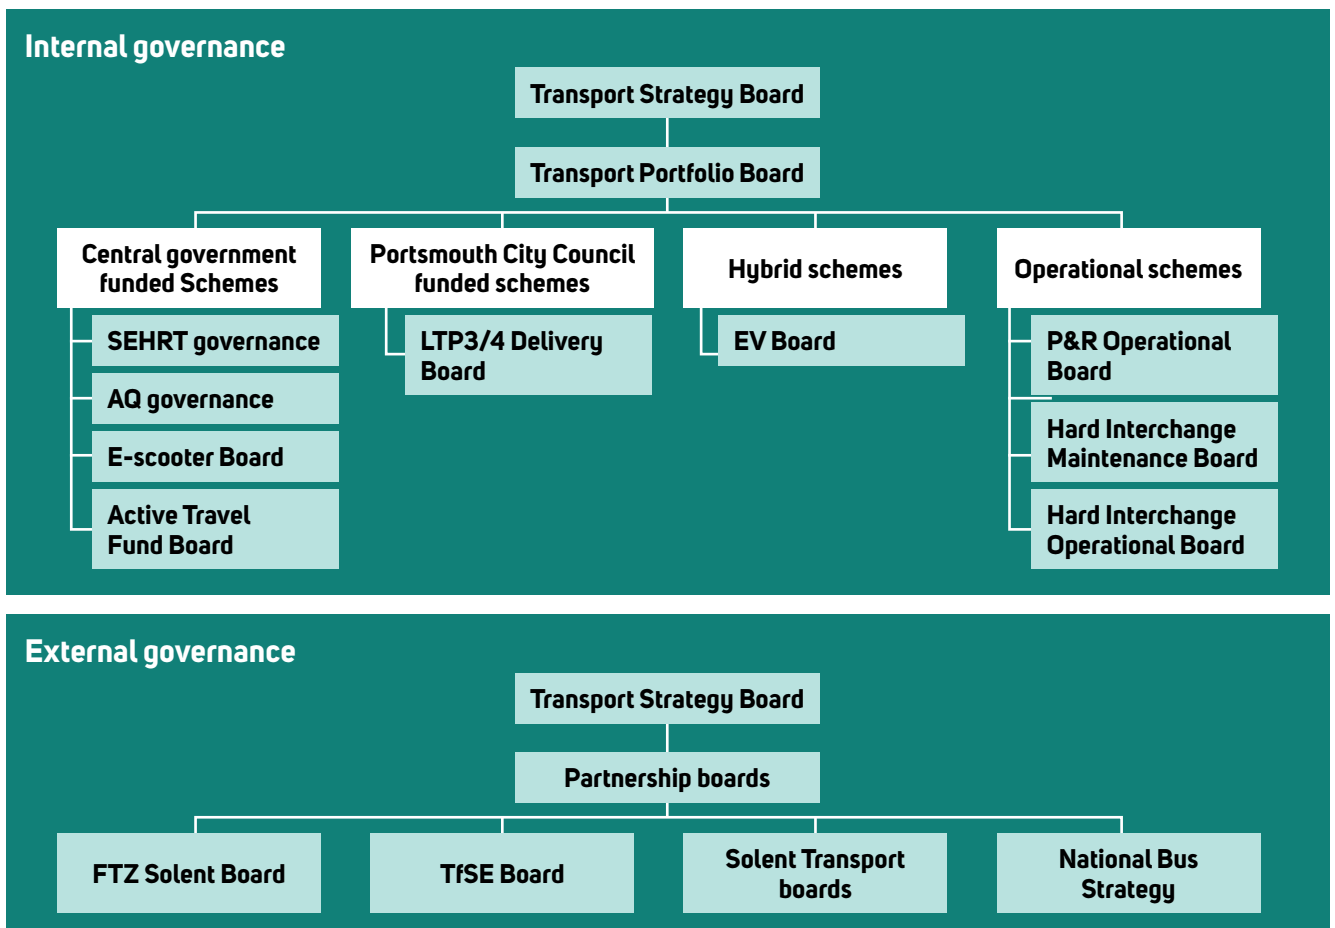 Internal governance
Transport Strategy Board
Transport Portfolio Board
Central government
funded Schemes
SEHRT governance
AQ governance
E-scooter Board
Active Travel
Fund Board
Portsmouth City Council
funded schemes
LTP3/4 Delivery
Board
Hybrid schemes
EV Board
Operational schemes
P&R Operational
Board
Hard Interchange
Maintenance Board
Hard Interchange
Operational Board
External governance
Transport Strategy Board
Partnership boards
FTZ Solent Board
TfSE Board
Solent Transport
boards
National Bus
Strategy